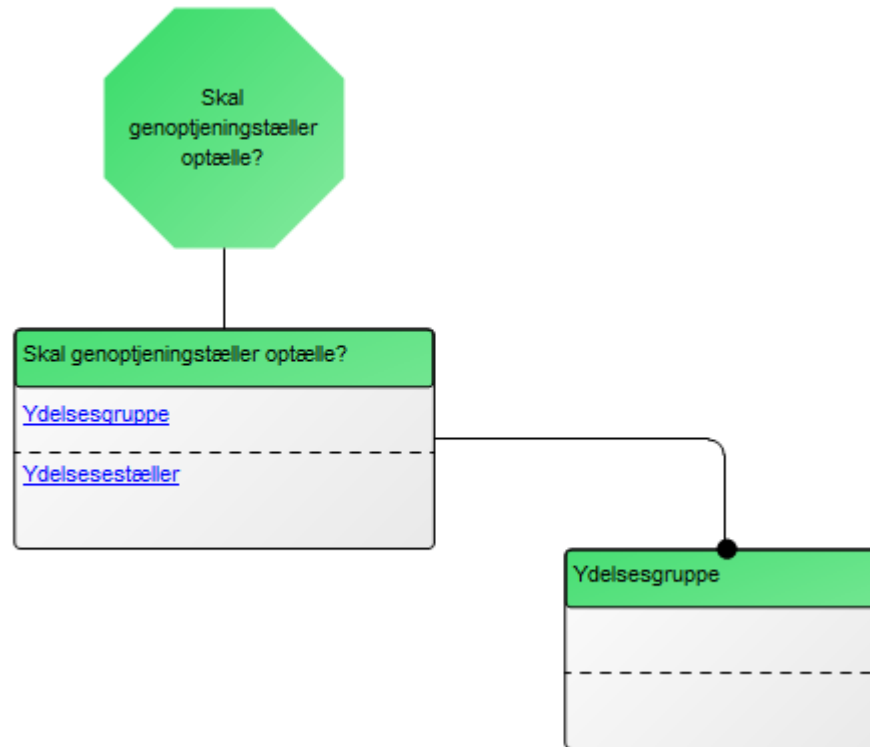 Skal
genoptjeningstæller
optælle?
Skal genoptjeningstæller optælle?
Ydelsesgruppe
Ydelsesestæller
Ydelsesgruppe